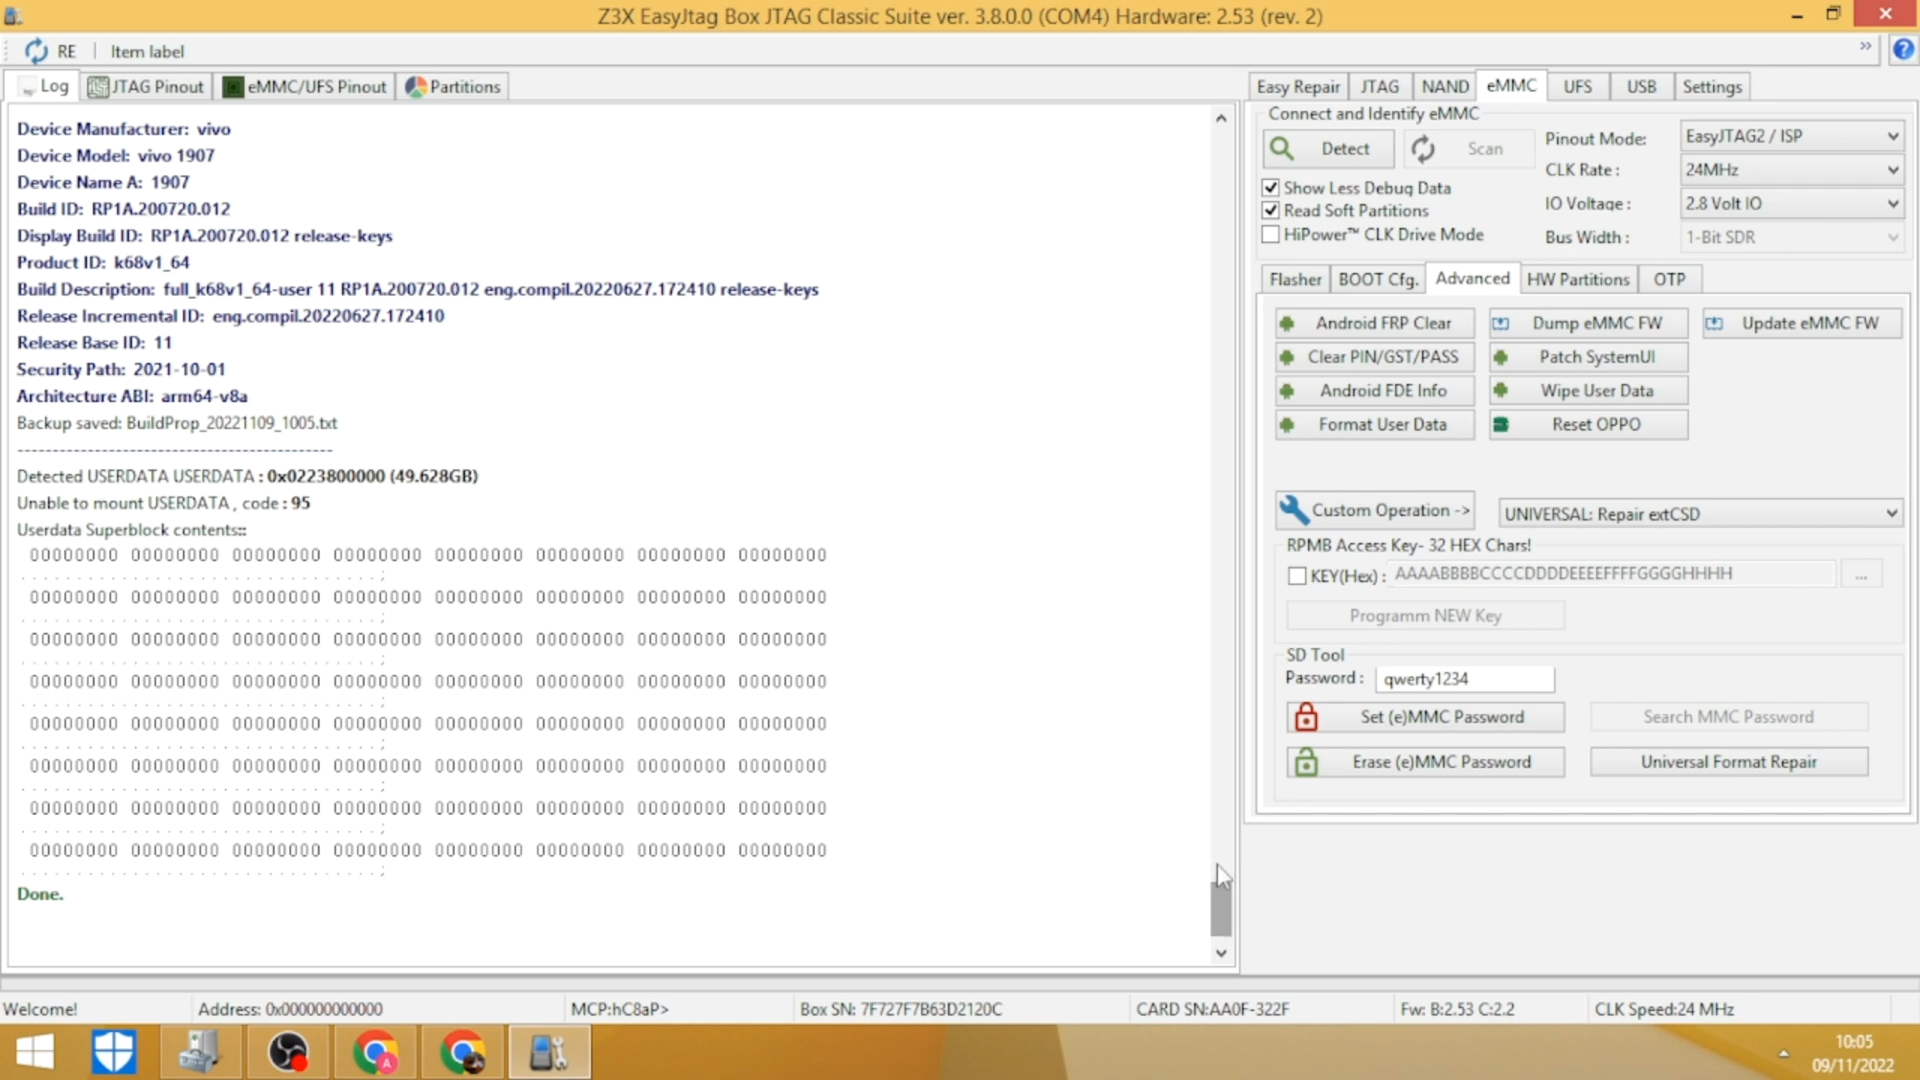 Z3X EasyJtag Box JTAG Classic Suite ver. 3.8.0.0 (COM4) Hardware: 2.53 (rev. 2)
RE
Item label
Log
JTAG Pinout
eMMC/UFS Pinout
Partitions
Device Manufacturer: vivo
Device Model: vivo 1907
Device Name A: 1907
Build ID: RP1A.200720.012
Display Build ID: RP1A.200720.012 release-keys
Product ID: k68v1_64
Build Description: full_k68v1_64-user 11 RP1A.200720.012 eng.compil.20220627.172410 release-keys
Release Incremental ID: eng.compil.20220627.172410
Release Base ID: 11
Security Path: 2021-10-01
Architecture ABI: arm64-v8a
Backup saved: BuildProp_20221109_1005.txt
---------------------------------------------
Detected USERDATA USERDATA : 0x0223800000 (49.628GB)
Unable to mount USERDATA , code : 95
Userdata Superblock contents::
00000000 00000000 00000000 00000000 00000000 00000000 00000000 00000000
. . . . . . . . . . . . . . . . . . . . . . . . . . . . . . . . ;
00000000 00000000 00000000 00000000 00000000 00000000 00000000 00000000
. . . . . . . . . . . . . . . . . . . . . . . . . . . . . . . . ;
00000000 00000000 00000000 00000000 00000000 00000000 00000000 00000000
. . . . . . . . . . . . . . . . . . . . . . . . . . . . . . . . ;
00000000 00000000 00000000 00000000 00000000 00000000 00000000 00000000
. . . . . . . . . . . . . . . . . . . . . . . . . . . . . . . . ;
00000000 00000000 00000000 00000000 00000000 00000000 00000000 00000000
. . . . . . . . . . . . . . . . . . . . . . . . . . . . . . . . ;
00000000 00000000 00000000 00000000 00000000 00000000 00000000 00000000
. . . . . . . . . . . . . . . . . . . . . . . . . . . . . . . . ;
00000000 00000000 00000000 00000000 00000000 00000000 00000000 00000000
. . . . . . . . . . . . . . . . . . . . . . . . . . . . . . . . ;
00000000 00000000 00000000 00000000 00000000 00000000 00000000 00000000
. . . . . . . . . . . . . . . . . . . . . . . . . . . . . . . . ;
Done.
Easy Repair
JTAG
NAND
eMMC
UFS
USB
Settings
Connect and Identify eMMC
Detect
Scan
Show Less Debug Data
Read Soft Partitions
HiPower™ CLK Drive Mode
Pinout Mode: EasyJTAG2 / ISP
CLK Rate : 24MHz
IO Voltage : 2.8 Volt IO
Bus Width : 1-Bit SDR
Flasher
BOOT Cfg.
Advanced
HW Partitions
OTP
Android FRP Clear
Dump eMMC FW
Update eMMC FW
Clear PIN/GST/PASS
Patch SystemUI
Android FDE Info
Wipe User Data
Format User Data
Reset OPPO
Custom Operation ->
UNIVERSAL: Repair extCSD
RPMB Access Key- 32 HEX Chars!
KEY(Hex) : AAAABBBBCCCCDDDDEEEEFFFFGGGGHHHH
...
Programm NEW Key
SD Tool
Password : qwerty1234
Set (e)MMC Password
Search MMC Password
Erase (e)MMC Password
Universal Format Repair
Welcome!
Address: 0x000000000000
MCP:hC8aP>
Box SN: 7F727F7B63D2120C
CARD SN:AA0F-322F
Fw: B:2.53 C:2.2
CLK Speed:24 MHz
A
10:05
09/11/2022